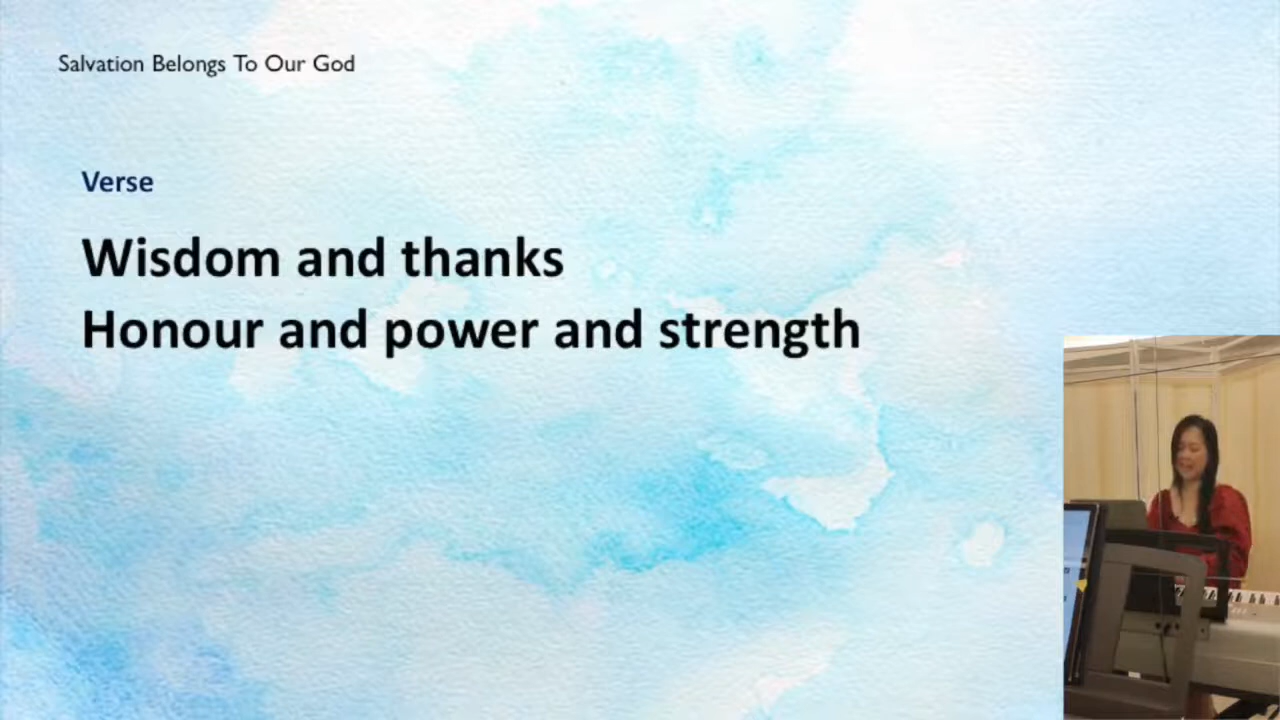 Salvation Belongs To Our God
Verse
Wisdom and thanks
Honour and power and strength